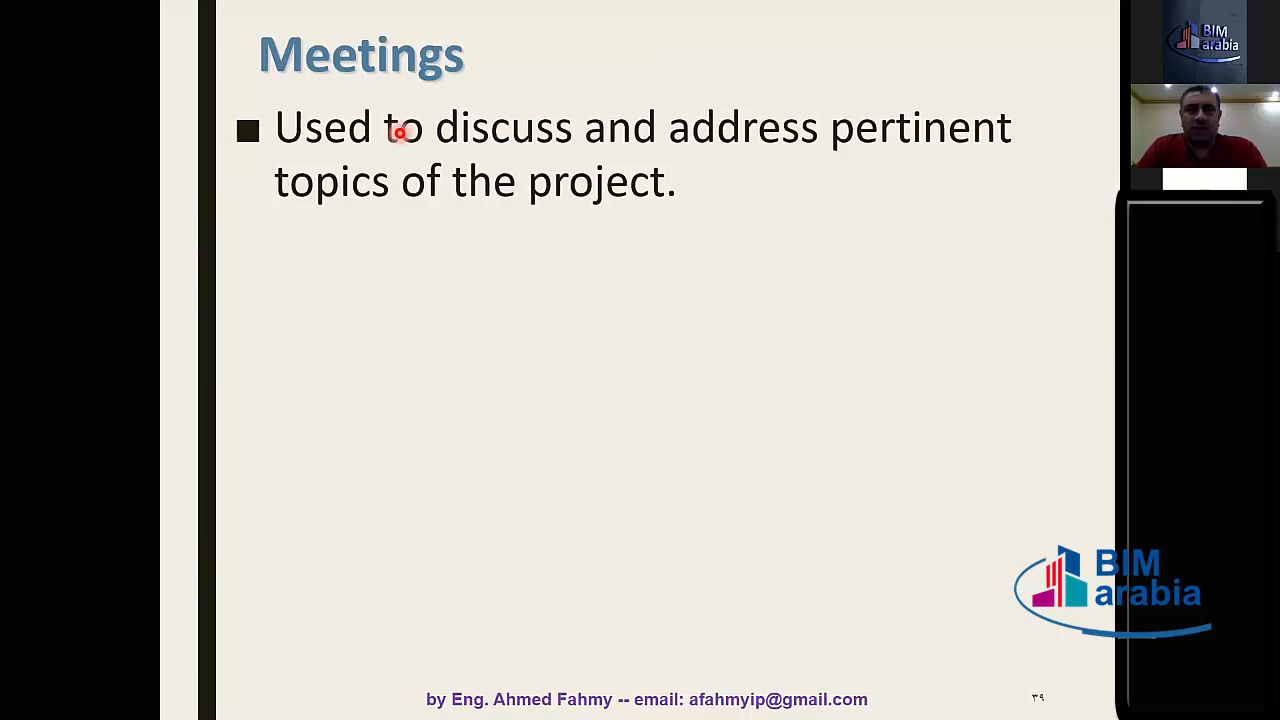 Meetings
■ Used to discuss and address pertinent
topics of the project.
BIM
arabia
BIM
arabia
by Eng. Ahmed Fahmy -- email: afahmyip@gmail.com
٣٩